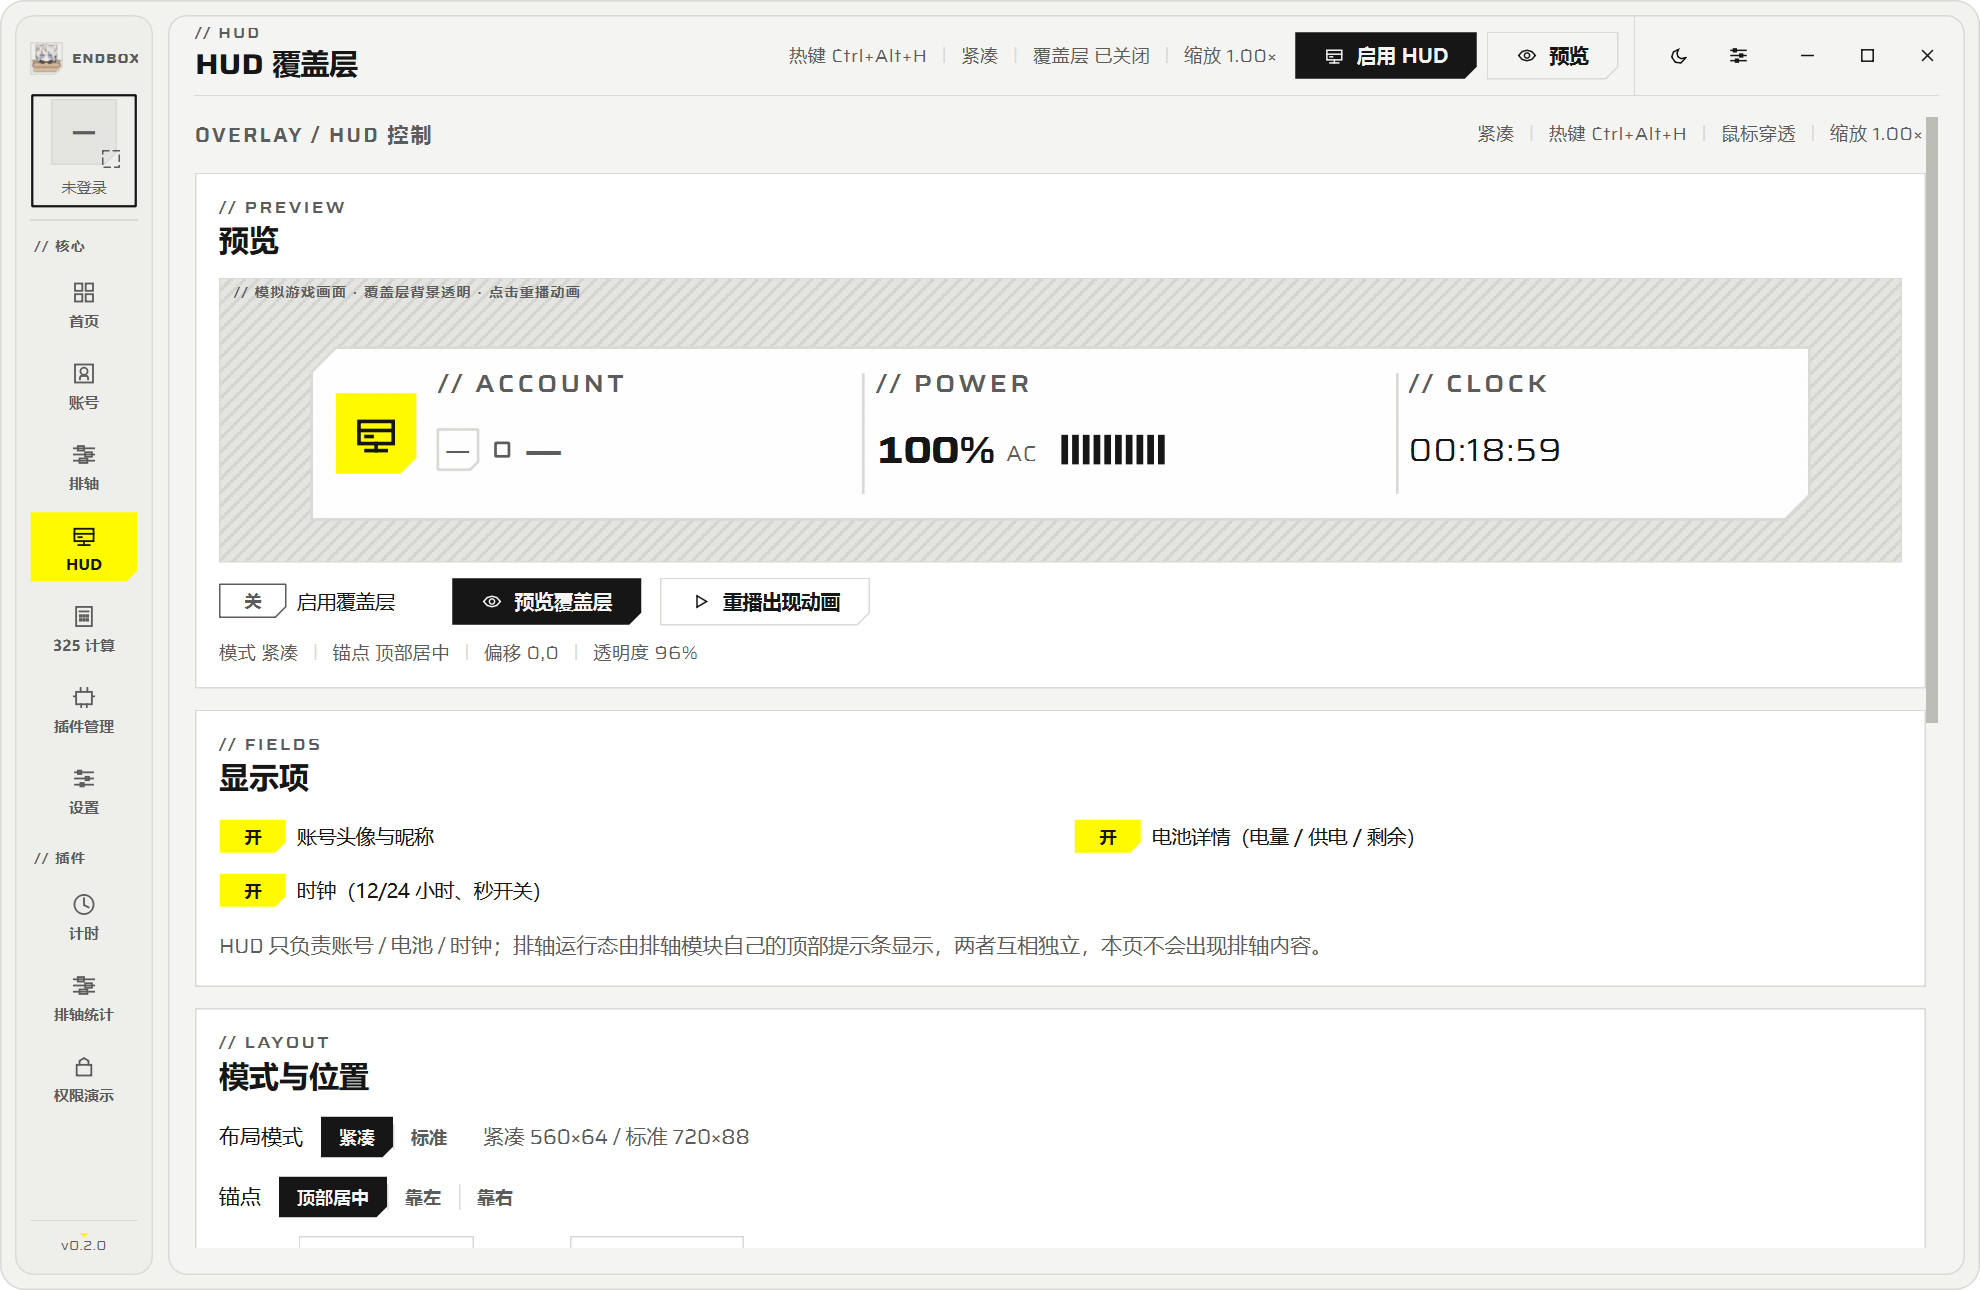 ENDBOX
—
未登录
// 核心
首页
账号
排轴
HUD
325 计算
插件管理
设置
// 插件
计时
排轴统计
权限演示
v0.2.0
// HUD
HUD 覆盖层
热键 Ctrl+Alt+H | 紧凑 | 覆盖层 已关闭 | 缩放 1.00×
启用 HUD
预览
OVERLAY / HUD 控制
紧凑 | 热键 Ctrl+Alt+H | 鼠标穿透 | 缩放 1.00×
// PREVIEW
预览
// 模拟游戏画面 · 覆盖层背景透明 · 点击重播动画
// ACCOUNT
— —
// POWER
100% AC
// CLOCK
00:18:59
关 启用覆盖层
预览覆盖层
重播出现动画
模式 紧凑 | 锚点 顶部居中 | 偏移 0,0 | 透明度 96%
// FIELDS
显示项
开 账号头像与昵称
开 电池详情（电量 / 供电 / 剩余）
开 时钟（12/24 小时、秒开关）
HUD 只负责账号 / 电池 / 时钟；排轴运行态由排轴模块自己的顶部提示条显示，两者互相独立，本页不会出现排轴内容。
// LAYOUT
模式与位置
布局模式 紧凑 标准 紧凑 560×64 / 标准 720×88
锚点 顶部居中 靠左 | 靠右